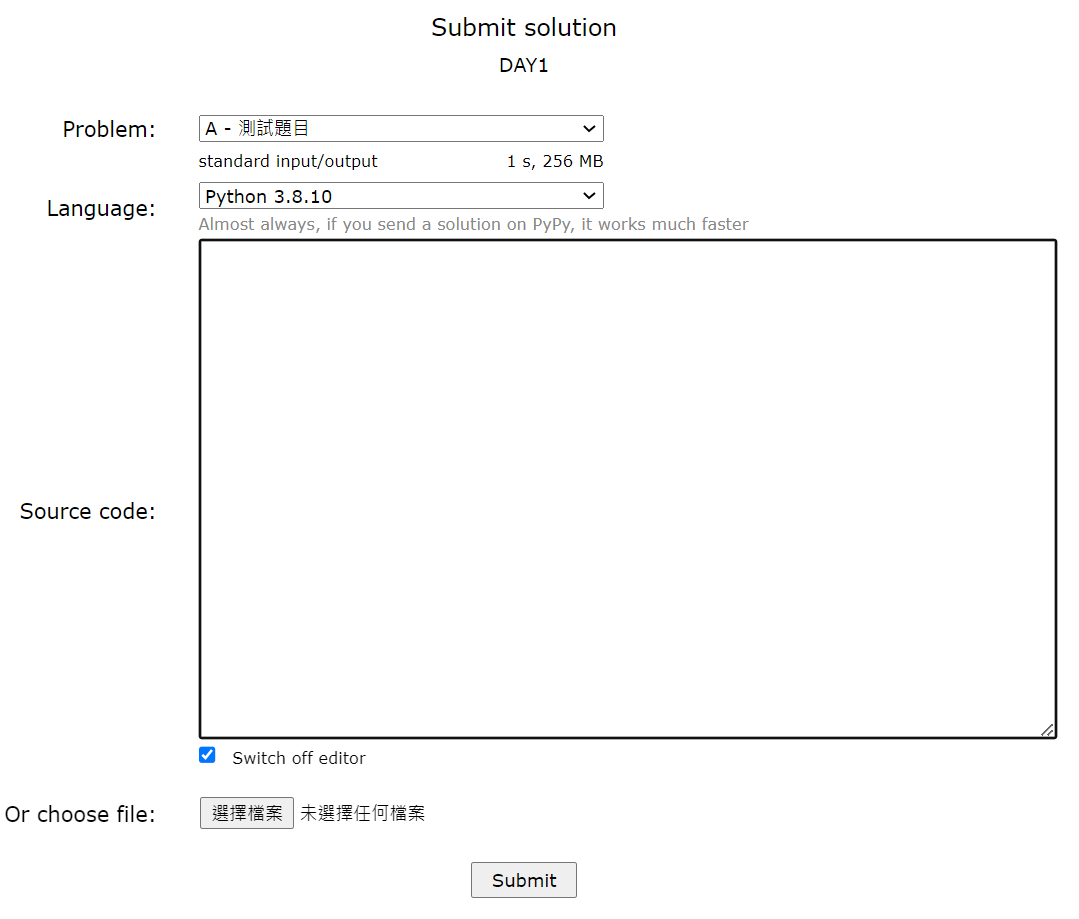 Submit solution
DAY1
Problem:
A - 測試題目
standard input/output
1 s, 256 MB
Language:
Python 3.8.10
Almost always, if you send a solution on PyPy, it works much faster
Source code:
Switch off editor
Or choose file:
選擇檔案 未選擇任何檔案
Submit